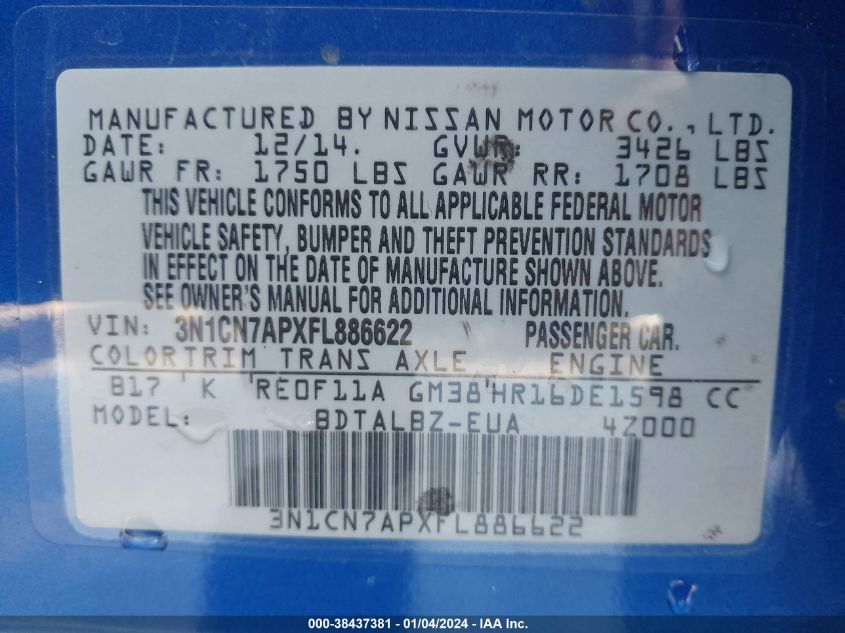 MANUFACTURED BY NISSAN MOTOR CO., LTD.
DATE: 12/14. GVWR: 3426 LBS
GAWR FR: 1750 LBS GAWR RR: 1708 LBS
THIS VEHICLE CONFORMS TO ALL APPLICABLE FEDERAL MOTOR
VEHICLE SAFETY, BUMPER AND THEFT PREVENTION STANDARDS
IN EFFECT ON THE DATE OF MANUFACTURE SHOWN ABOVE.
SEE OWNER'S MANUAL FOR ADDITIONAL INFORMATION.
VIN: 3N1CN7APXFL886622 PASSENGER CAR.
COLORTRIM TRANS AXLE ENGINE
B17 K RE0F11A GM38 HR16DE1598 CC
MODEL: BDTALBZ-EUA 4Z000
3N1CN7APXFL886622
000-38437381 - 01/04/2024 - IAA Inc.